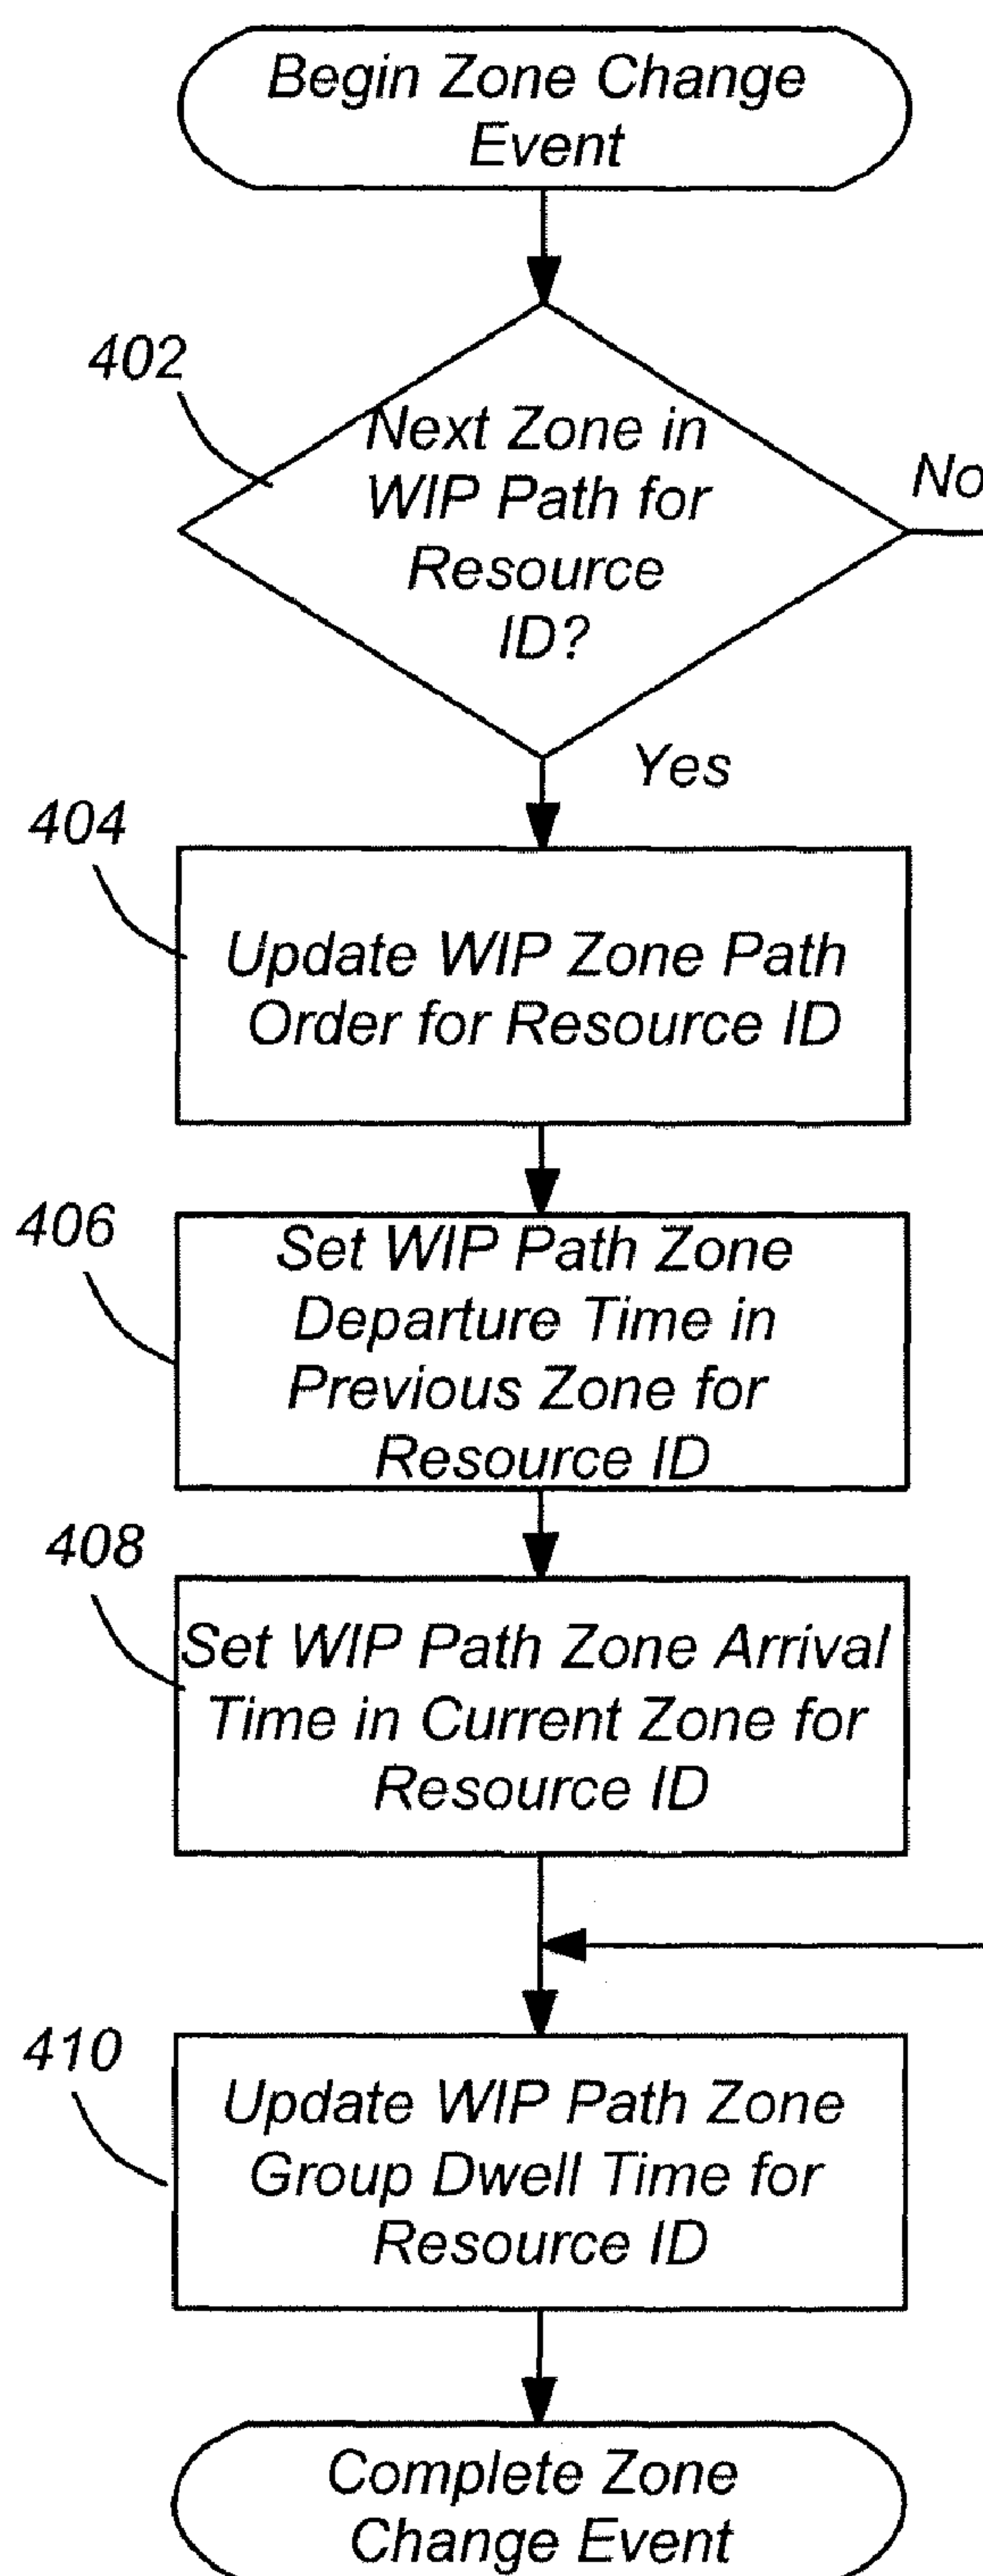 Begin Zone Change
Event
402
Next Zone in
WIP Path for
Resource
ID?
No
Yes
404
Update WIP Zone Path
Order for Resource ID
406
Set WIP Path Zone
Departure Time in
Previous Zone for
Resource ID
408
Set WIP Path Zone Arrival
Time in Current Zone for
Resource ID
410
Update WIP Path Zone
Group Dwell Time for
Resource ID
Complete Zone
Change Event